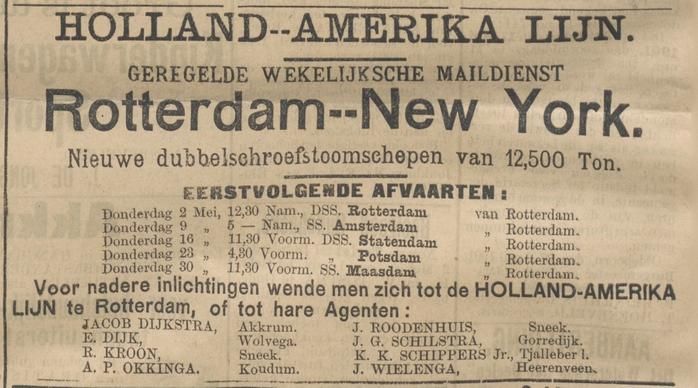 HOLLAND--AMERIKA LIJN.
GEREGELDE WEKELIJKSCHE MAILDIENST
Rotterdam--New York.
Nieuwe dubbelschroefstoomschepen van 12,500 Ton.
EERSTVOLGENDE AFVAARTEN:
Donderdag 2 Mei, 12,30 Nam., DSS. Rotterdam van Rotterdam.
Donderdag 9 „ 5 — Nam., SS. Amsterdam „ Rotterdam.
Donderdag 16 „ 11,30 Voorm. DSS. Statendam „ Rotterdam.
Donderdag 23 „ 4,30 Voorm. „ Potsdam „ Rotterdam.
Donderdag 30 „ 11,30 Voorm. SS. Maasdam „ Rotterdam.
Voor nadere inlichtingen wende men zich tot de HOLLAND-AMERIKA
LIJN te Rotterdam, of tot hare Agenten:
JACOB DIJKSTRA, Akkrum. J. ROODENHUIS, Sneek.
E. DIJK, Wolvega. J. G. SCHILSTRA, Gorredijk.
R. KROON, Sneek. K. K. SCHIPPERS Jr., Tjalleberd.
A. P. OKKINGA. Koudum. J. WIELENGA, Heerenveen.